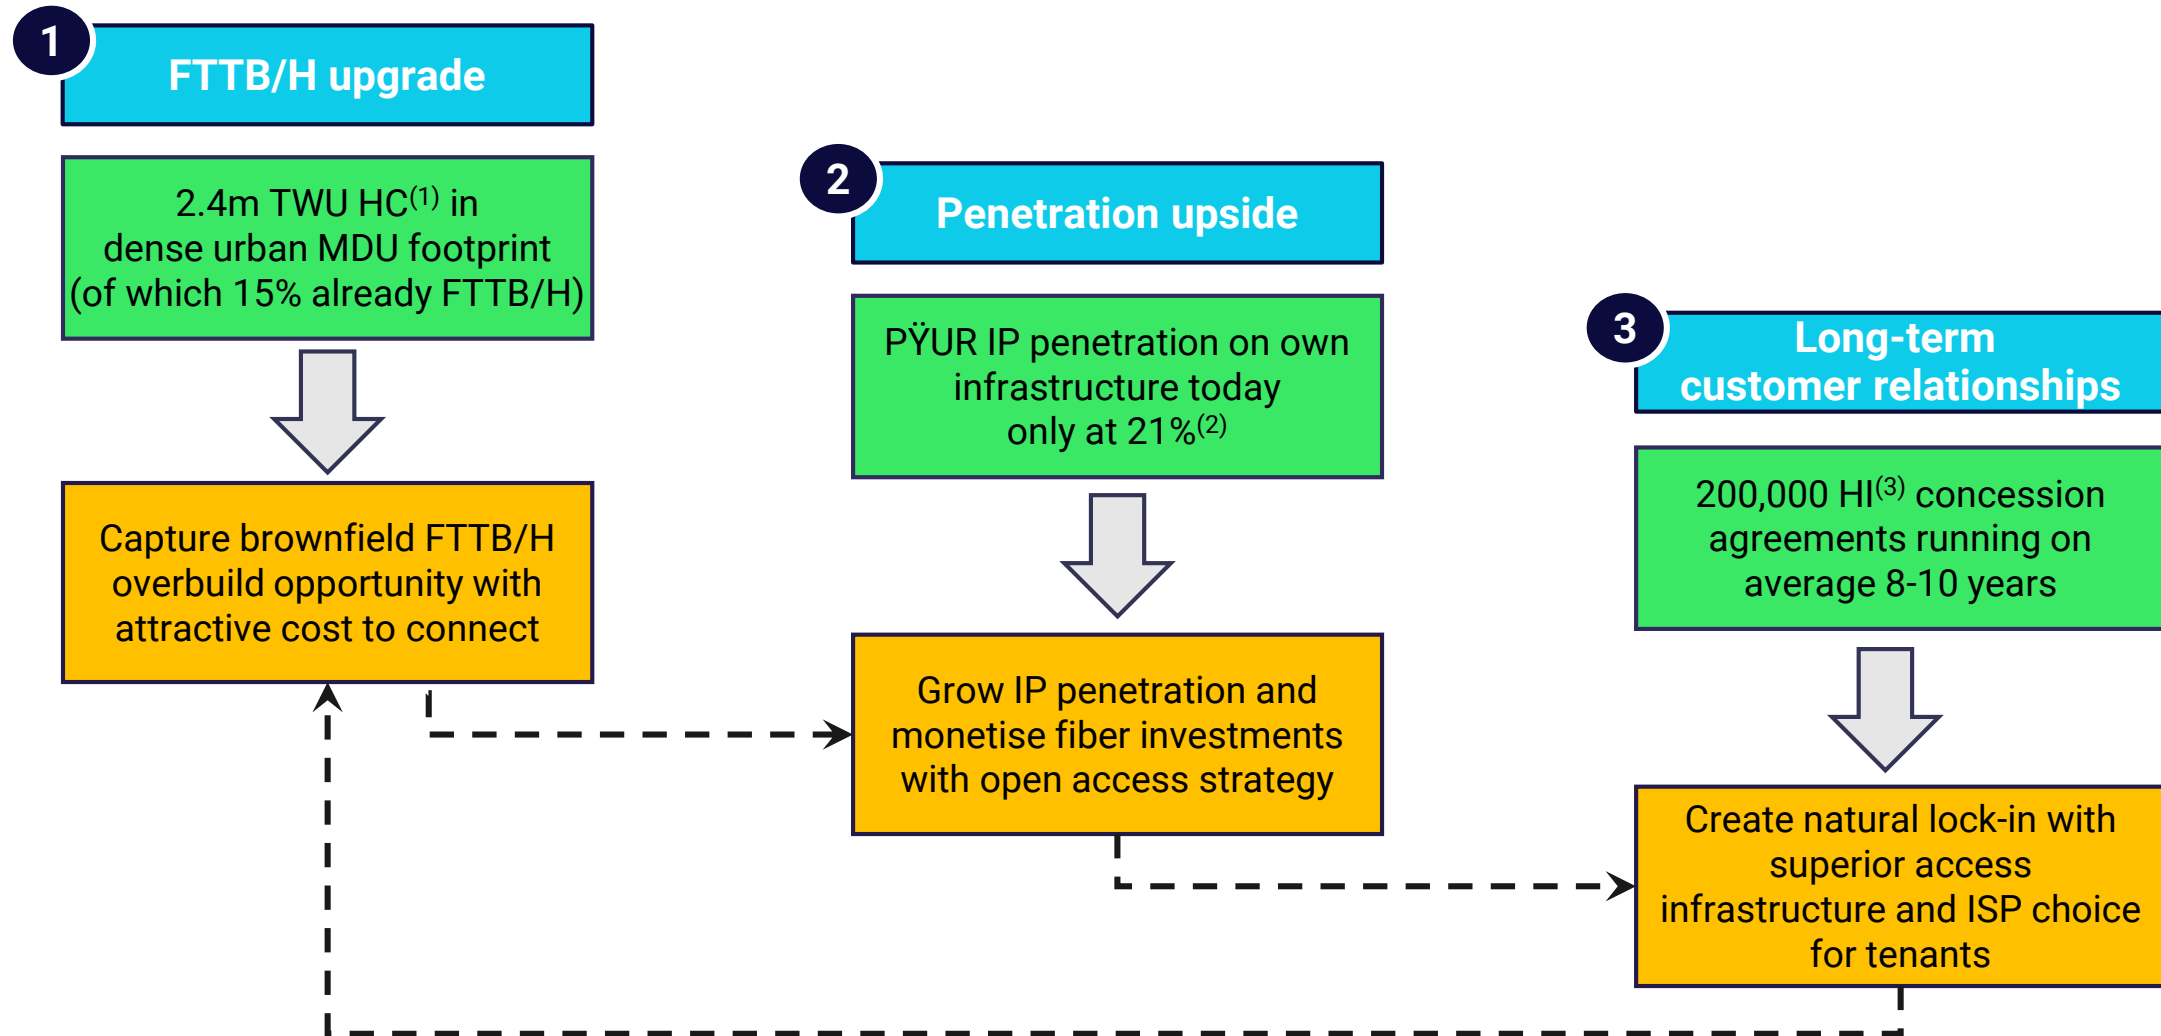 1
FTTB/H upgrade
2.4m TWU HC(1) in
dense urban MDU footprint
(of which 15% already FTTB/H)
Capture brownfield FTTB/H
overbuild opportunity with
attractive cost to connect
2
Penetration upside
PŸUR IP penetration on own
infrastructure today
only at 21%(2)
Grow IP penetration and
monetise fiber investments
with open access strategy
3
Long-term
customer relationships
200,000 HI(3) concession
agreements running on
average 8-10 years
Create natural lock-in with
superior access
infrastructure and ISP choice
for tenants